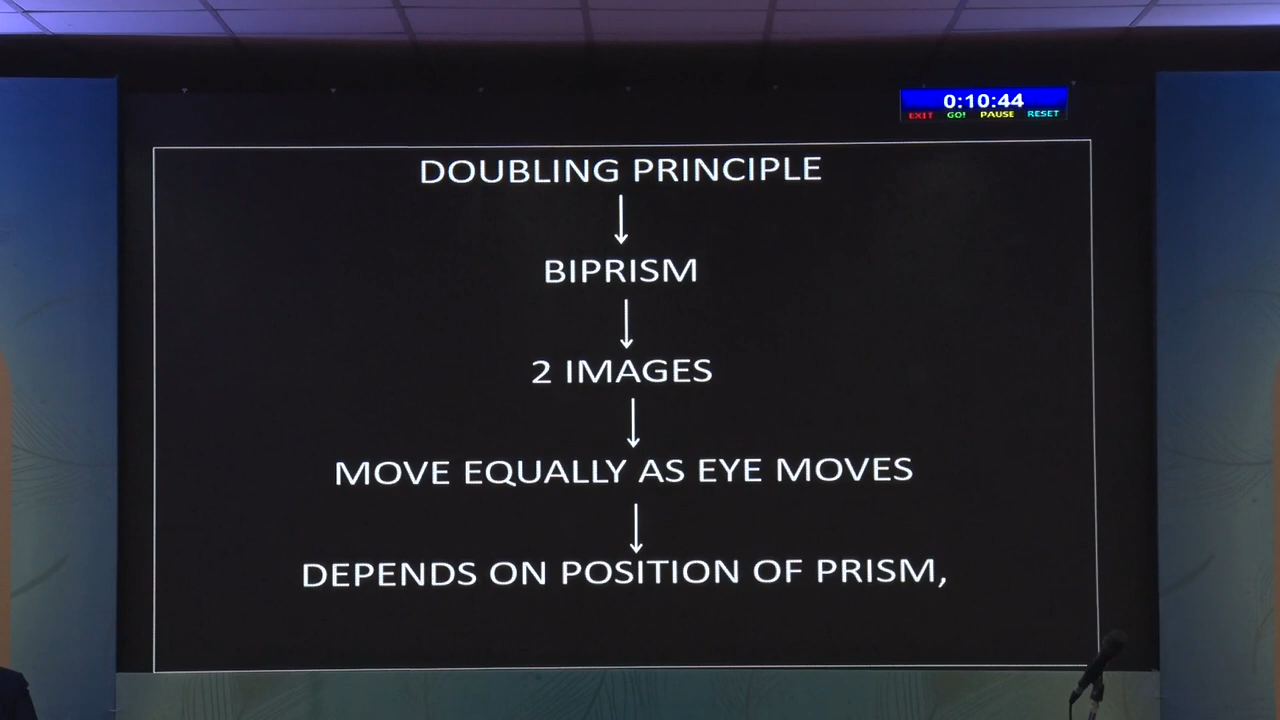 0:10:44
EXIT GO! PAUSE RESET
DOUBLING PRINCIPLE
BIPRISM
2 IMAGES
MOVE EQUALLY AS EYE MOVES
DEPENDS ON POSITION OF PRISM,